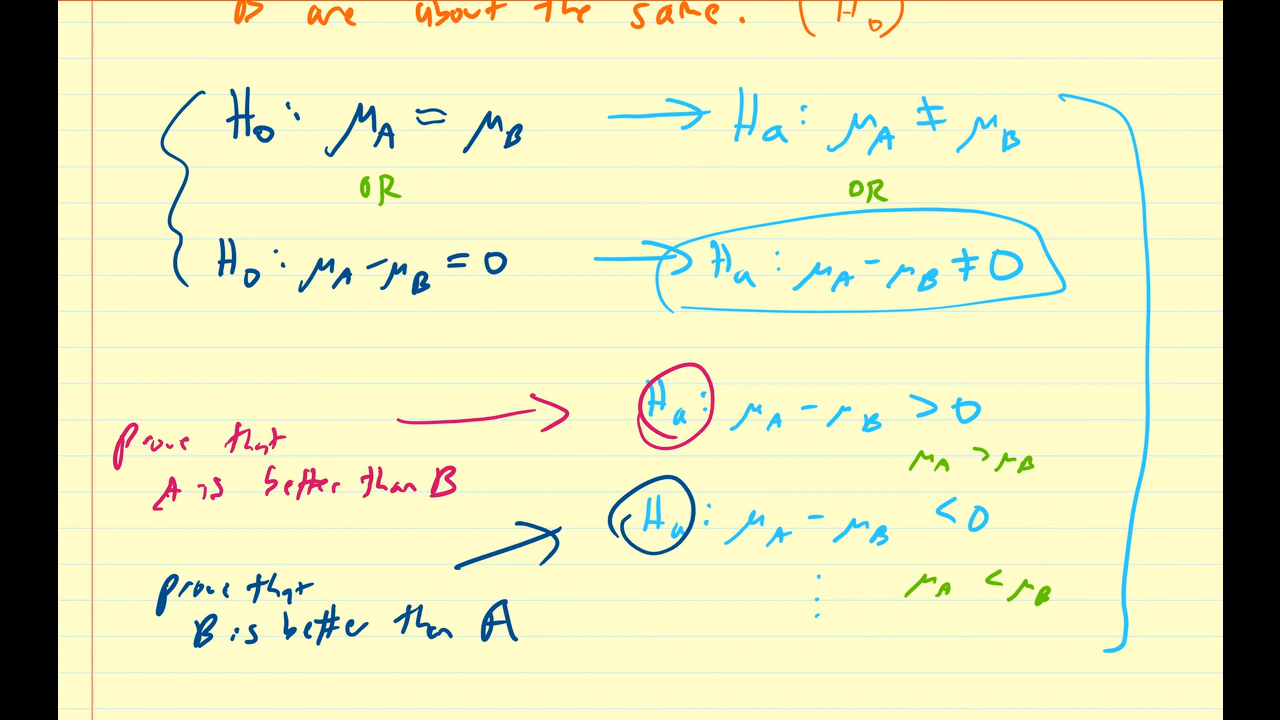 B are about the same. (H₀)
H₀: μA = μB → Ha: μA ≠ μB
OR OR
H₀: μA - μB = 0 → Ha: μA - μB ≠ 0
→ Ha: μA - μB > 0
prove that
μA > μB
A is better than B
→ Ha: μA - μB < 0
prove that
μA < μB
⋮
B is better than A